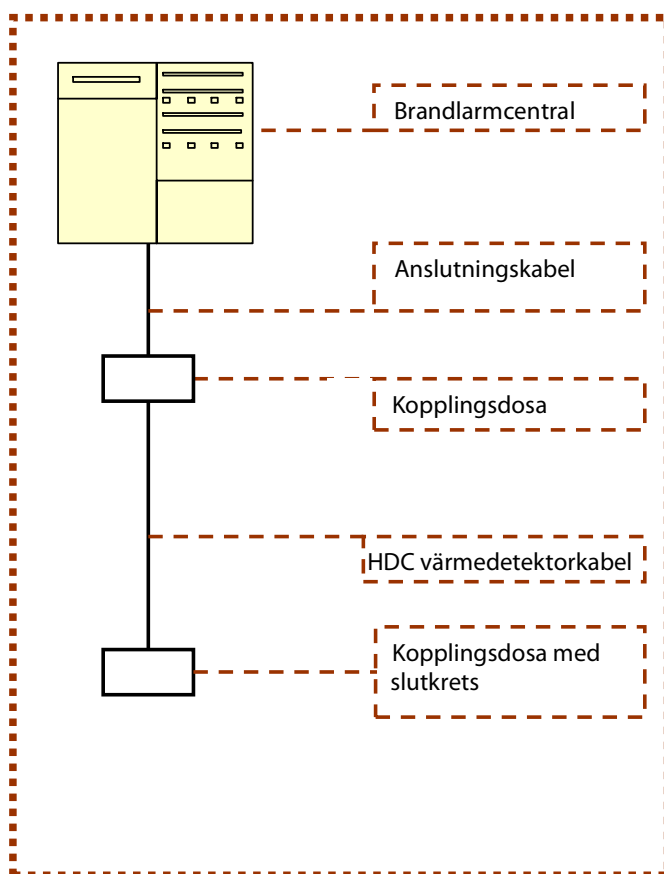 Brandlarmcentral
Anslutningskabel
Kopplingsdosa
HDC värmedetektorkabel
Kopplingsdosa med
slutkrets